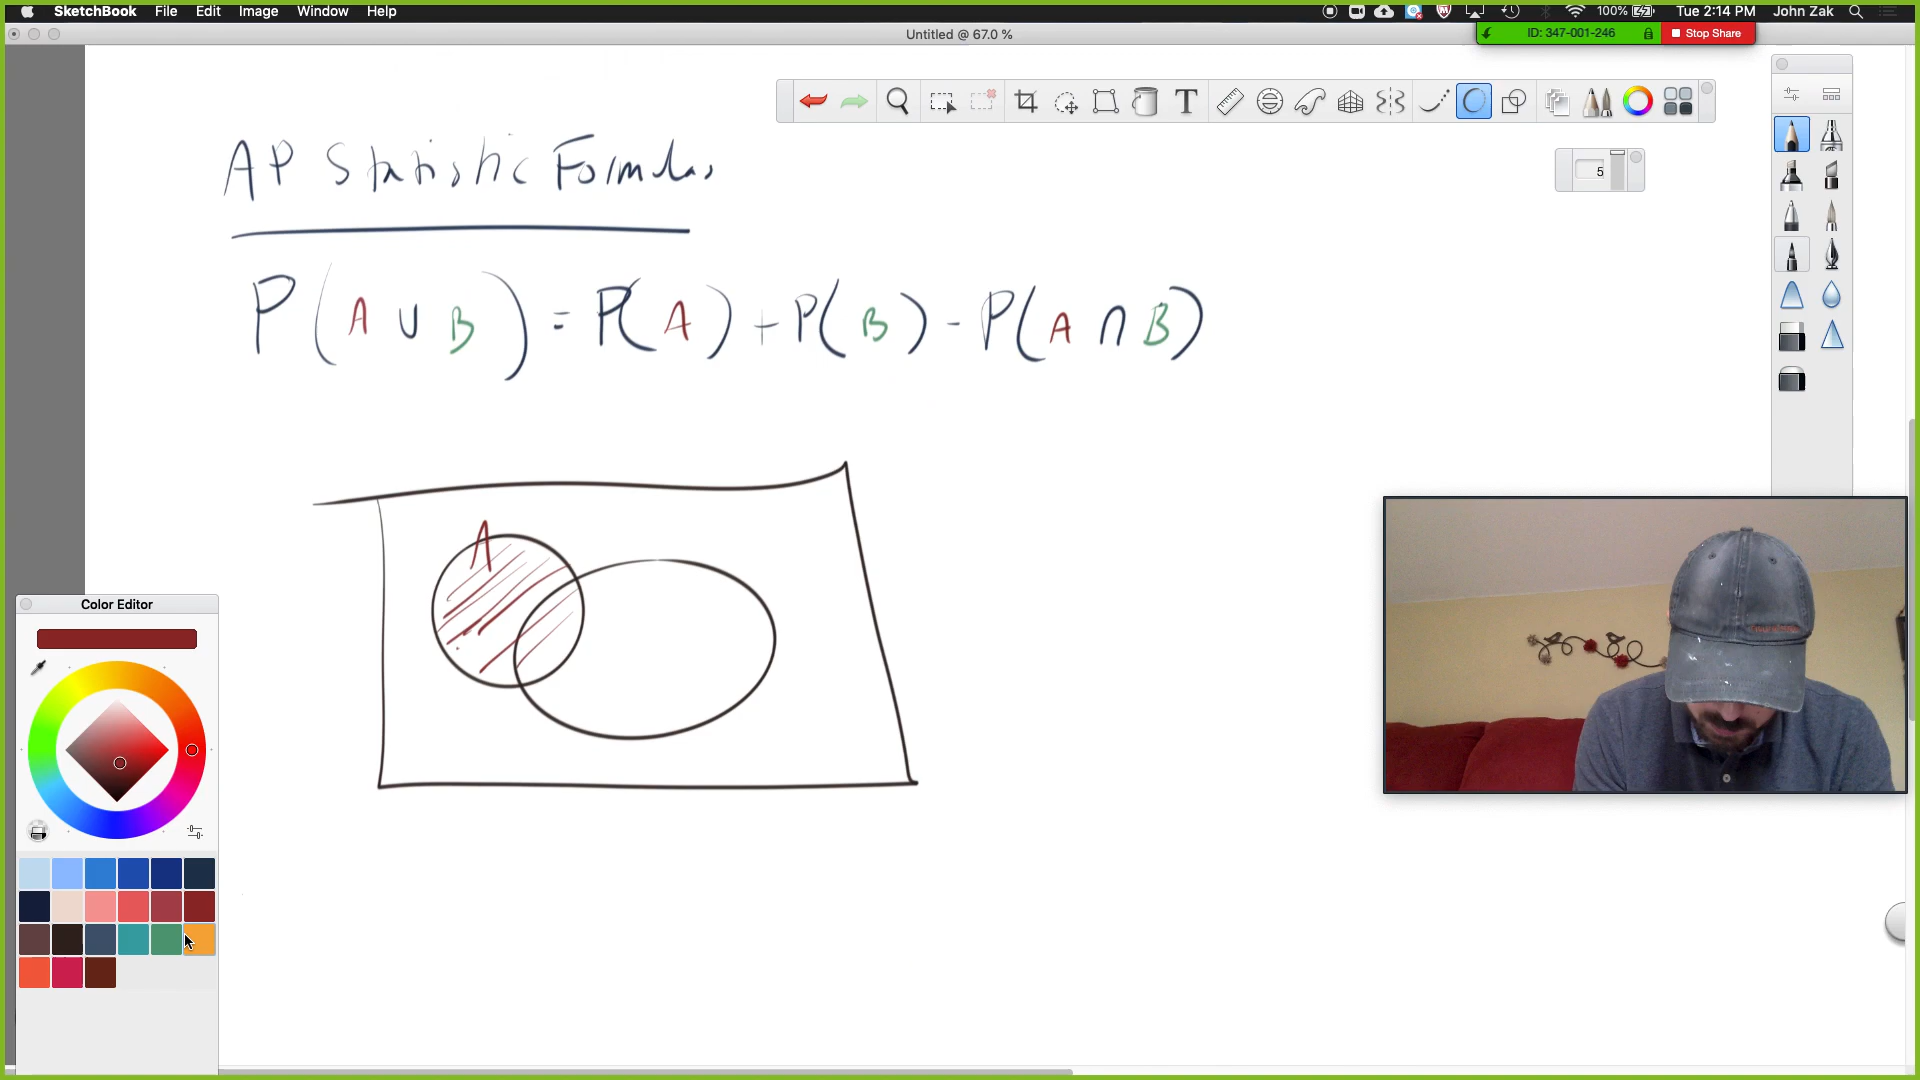 SketchBook File Edit Image Window Help 100% Tue 2:14 PM John Zak
Untitled @ 67.0 %
ID: 347-001-246 Stop Share
5
AP Statistic Formulas
P(A ∪ B) = P(A) + P(B) - P(A ∩ B)
A
Color Editor